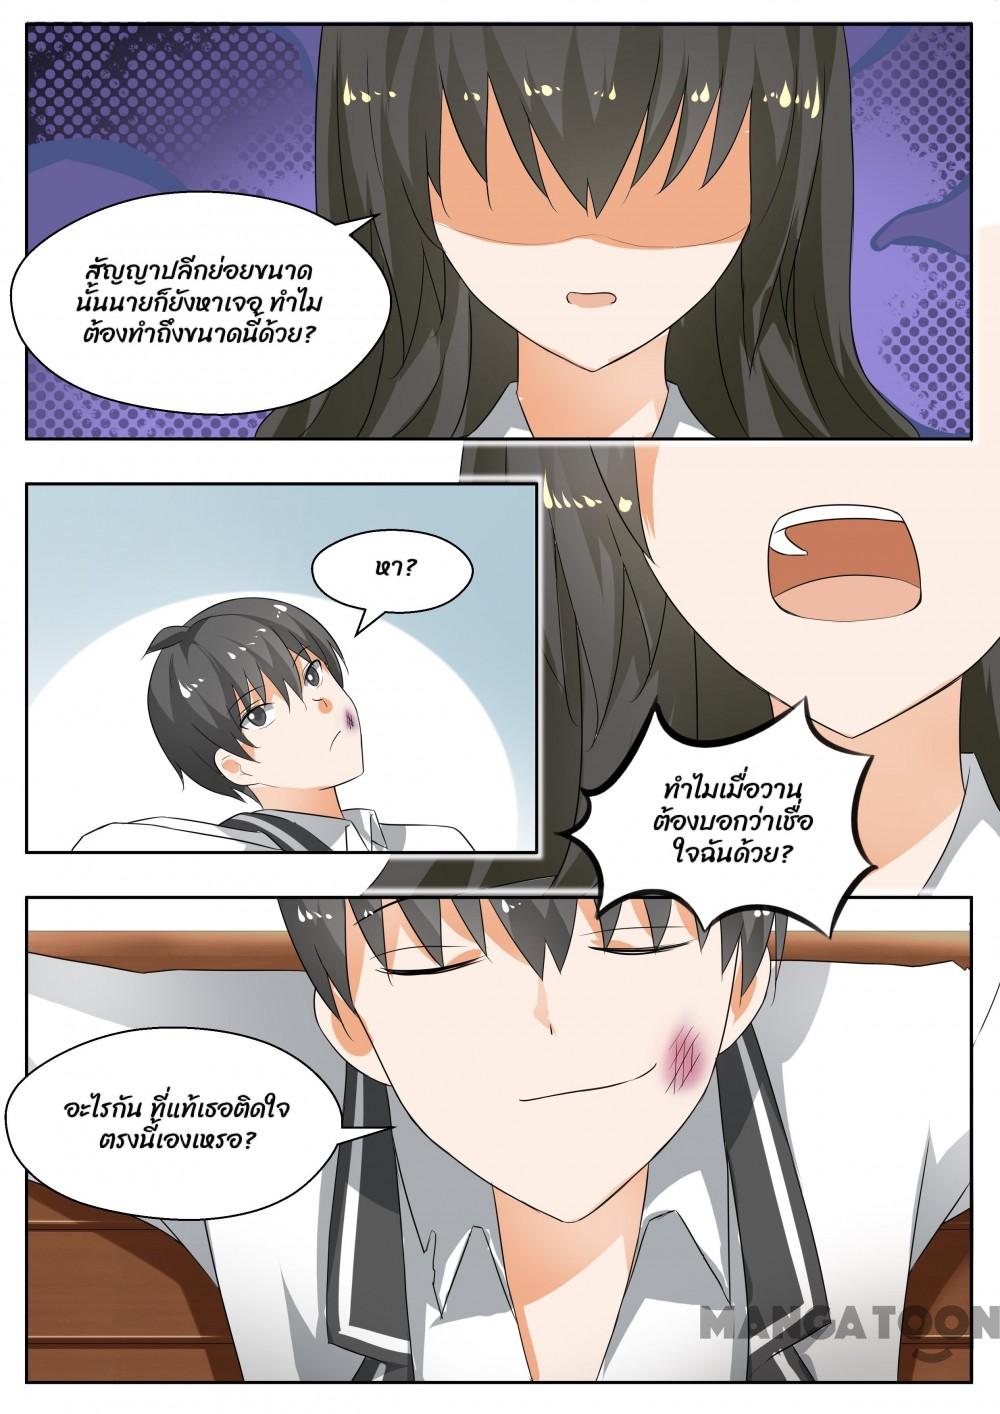 สัญญาปลีกย่อยขนาด
นั้นนายก็ยังหาเจอ ทำไม
ต้องทำถึงขนาดนี้ด้วย?
หา?
ทำไมเมื่อวาน
ต้องบอกว่าเชื่อ
ใจฉันด้วย?
อะไรกัน ที่แท้เธอติดใจ
ตรงนี้เองเหรอ?
MANGATOON